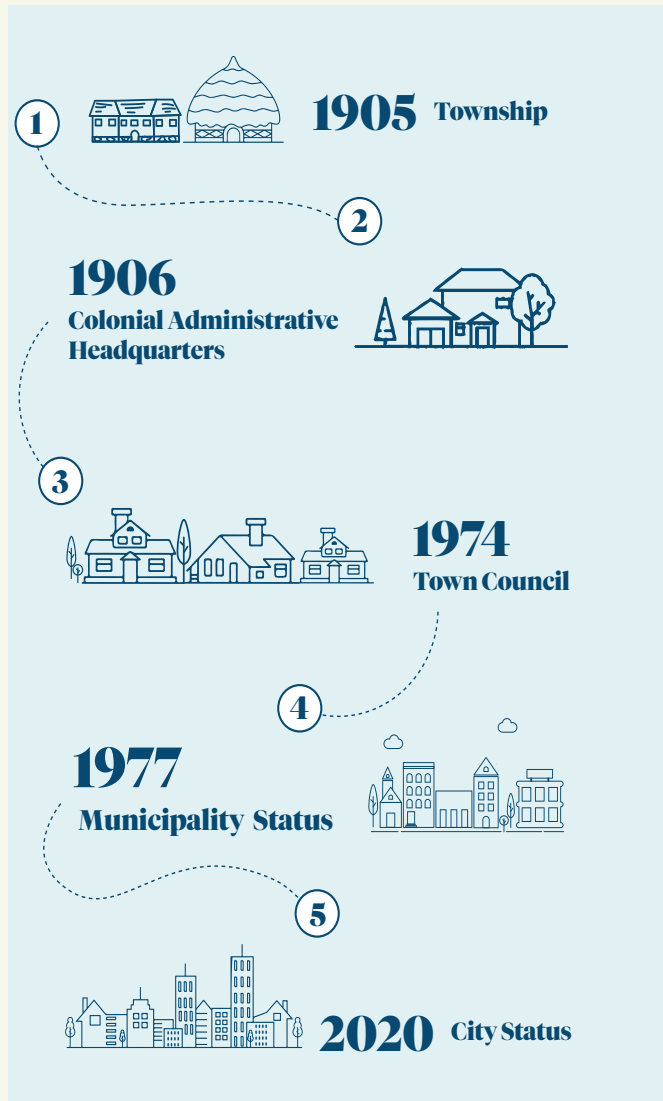 1
1905 Township
2
1906
Colonial Administrative
Headquarters
3
1974
Town Council
4
1977
Municipality Status
5
2020 City Status